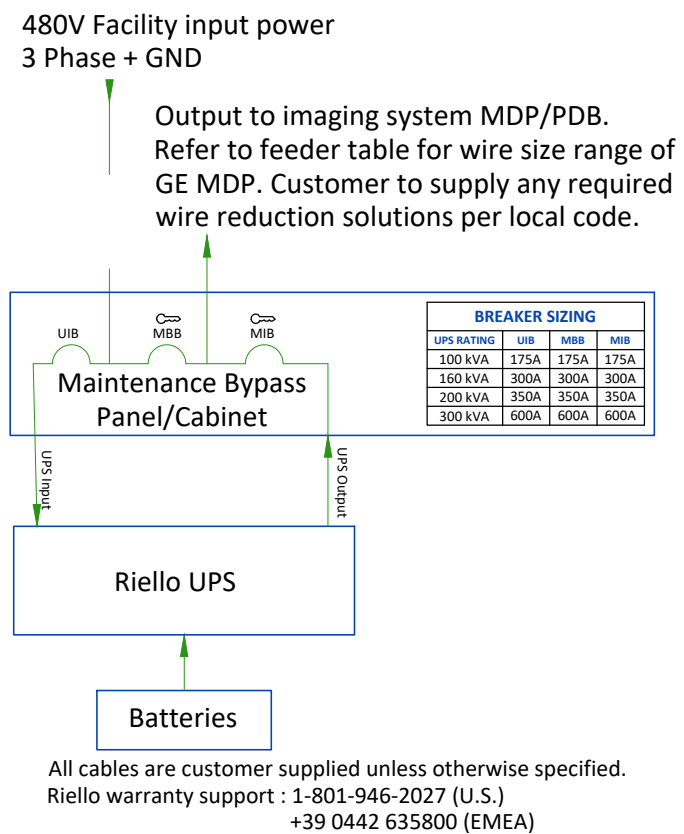 480V Facility input power
3 Phase + GND
Output to imaging system MDP/PDB.
Refer to feeder table for wire size range of
GE MDP. Customer to supply any required
wire reduction solutions per local code.
UIB
MBB
MIB
Maintenance Bypass
Panel/Cabinet
BREAKER SIZING
UPS RATING UIB MBB MIB
100 kVA 175A 175A 175A
160 kVA 300A 300A 300A
200 kVA 350A 350A 350A
300 kVA 600A 600A 600A
UPS Input
UPS Output
Riello UPS
Batteries
All cables are customer supplied unless otherwise specified.
Riello warranty support : 1-801-946-2027 (U.S.)
+39 0442 635800 (EMEA)